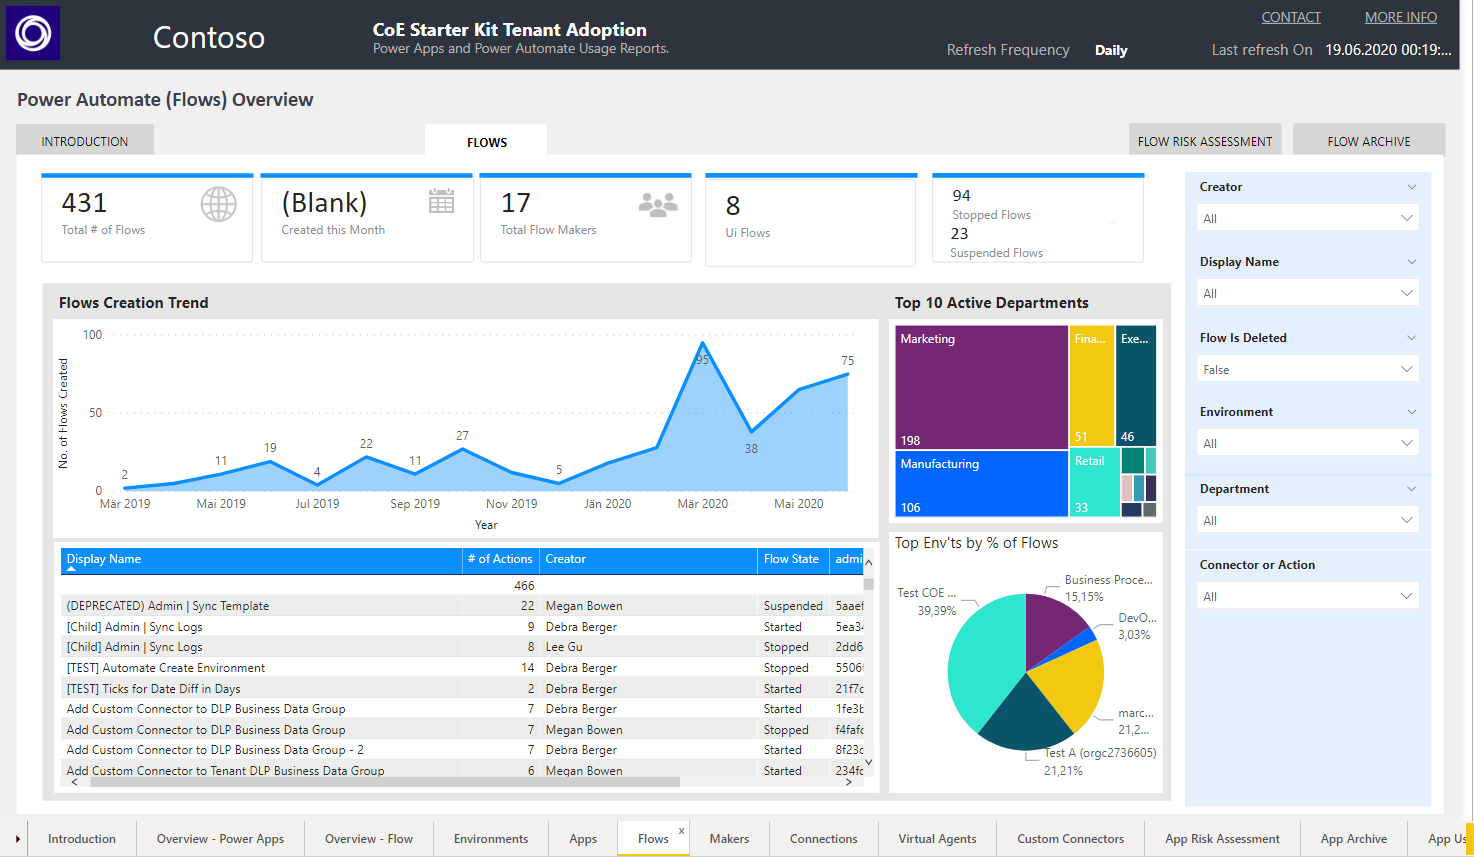 Contoso
CoE Starter Kit Tenant Adoption
Power Apps and Power Automate Usage Reports.
CONTACT MORE INFO
Refresh Frequency Daily
Last refresh On 19.06.2020 00:19:...
Power Automate (Flows) Overview
INTRODUCTION FLOWS FLOW RISK ASSESSMENT FLOW ARCHIVE
431
Total # of Flows
(Blank)
Created this Month
17
Total Flow Makers
8
Ui Flows
94
Stopped Flows
23
Suspended Flows
Creator
All
Display Name
All
Flow Is Deleted
False
Environment
All
Department
All
Connector or Action
All
Flows Creation Trend
No. of Flows Created
100
50
0
2 11 19 4 22 11 27 5 95 38 75
Mär 2019 Mai 2019 Jul 2019 Sep 2019 Nov 2019 Jän 2020 Mär 2020 Mai 2020
Year
Top 10 Active Departments
Marketing
198
Manufacturing
106
Fina...
51
Exe...
46
Retail
33
Display Name # of Actions Creator Flow State admi
466
(DEPRECATED) Admin | Sync Template 22 Megan Bowen Suspended 5aaef
[Child] Admin | Sync Logs 9 Debra Berger Started 5ea34
[Child] Admin | Sync Logs 8 Lee Gu Stopped 2dd6
[TEST] Automate Create Environment 14 Debra Berger Stopped 5506f
[TEST] Ticks for Date Diff in Days 2 Debra Berger Started 21f7c
Add Custom Connector to DLP Business Data Group 7 Debra Berger Started 1fe3b
Add Custom Connector to DLP Business Data Group 7 Megan Bowen Stopped f4fafc
Add Custom Connector to DLP Business Data Group - 2 7 Debra Berger Started 8f23c
Add Custom Connector to Tenant DLP Business Data Group 6 Megan Bowen Started 234fc
Top Env'ts by % of Flows
Test COE ...
39,39%
Business Proce...
15,15%
DevO...
3,03%
marc...
21,2...
Test A (orgc2736605)
21,21%
Introduction Overview - Power Apps Overview - Flow Environments Apps Flows x Makers Connections Virtual Agents Custom Connectors App Risk Assessment App Archive App Us